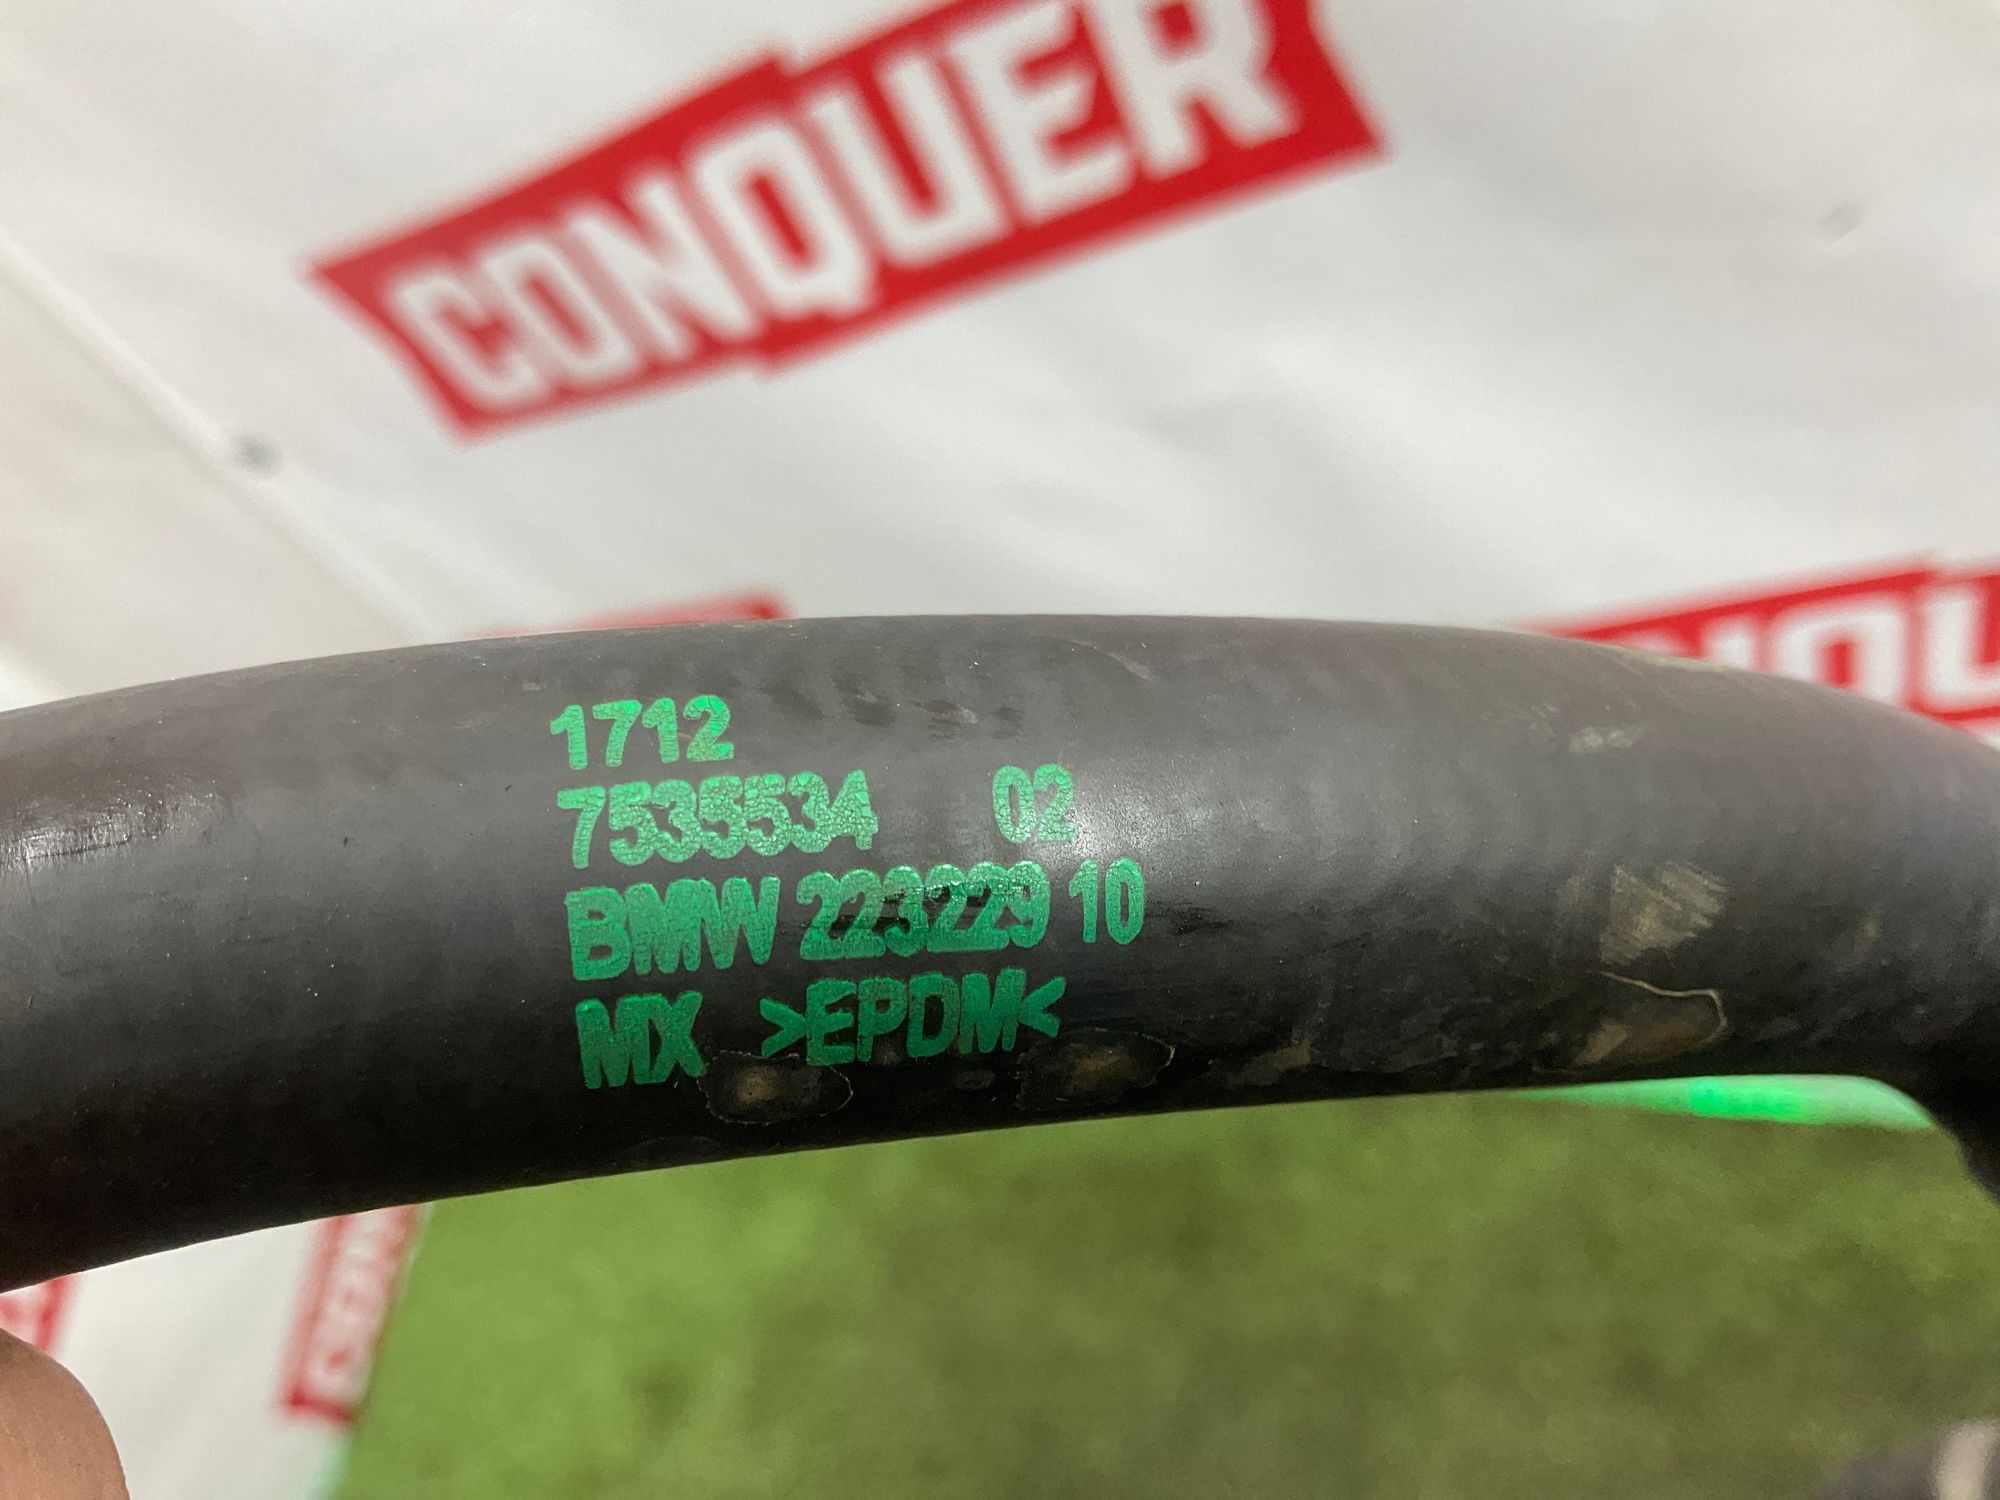 CONQUER
1712
7535534 02
BMW 223229 10
MX >EPDM<